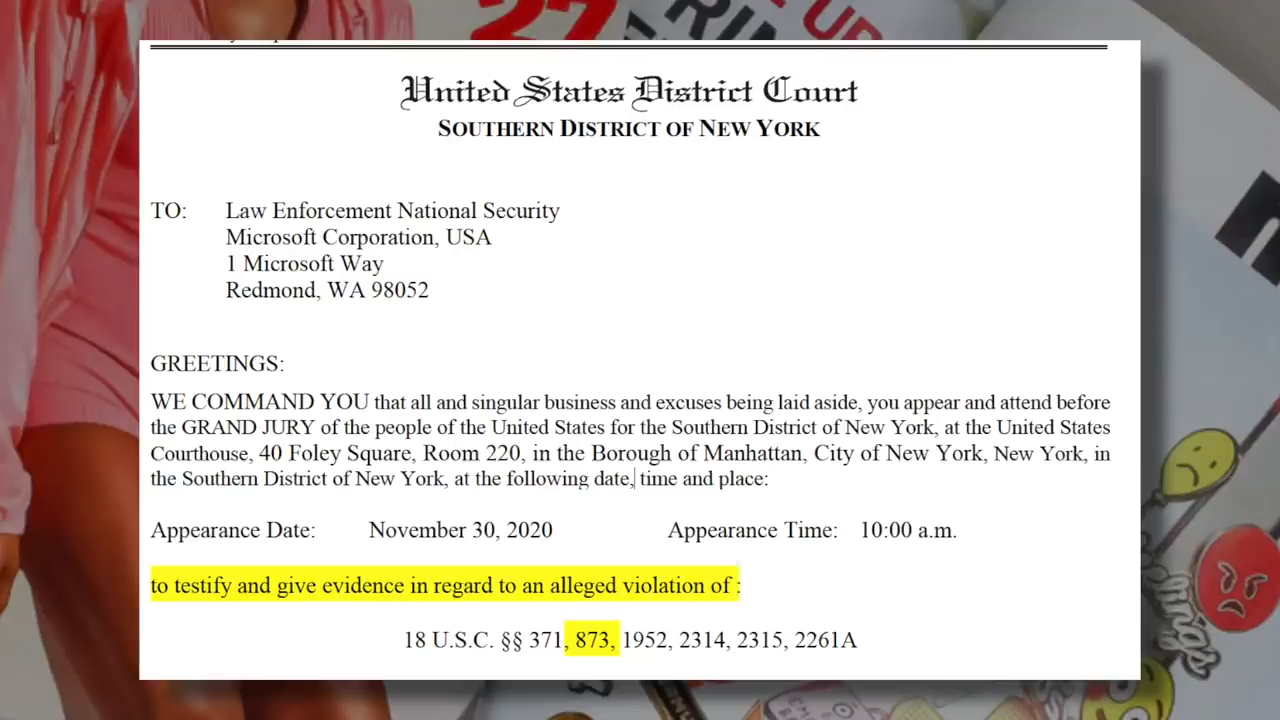 27
United States District Court
SOUTHERN DISTRICT OF NEW YORK
TO: Law Enforcement National Security
Microsoft Corporation, USA
1 Microsoft Way
Redmond, WA 98052
GREETINGS:
WE COMMAND YOU that all and singular business and excuses being laid aside, you appear and attend before
the GRAND JURY of the people of the United States for the Southern District of New York, at the United States
Courthouse, 40 Foley Square, Room 220, in the Borough of Manhattan, City of New York, New York, in
the Southern District of New York, at the following date, time and place:
Appearance Date: November 30, 2020 Appearance Time: 10:00 a.m.
to testify and give evidence in regard to an alleged violation of :
18 U.S.C. §§ 371, 873, 1952, 2314, 2315, 2261A